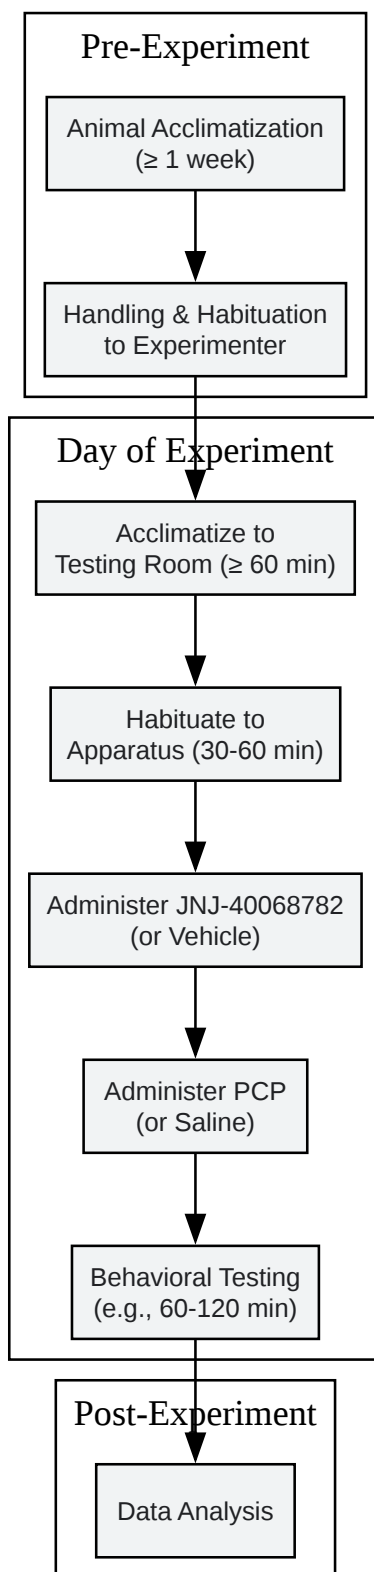 Pre-Experiment
Animal Acclimatization
(≥ 1 week)
Handling & Habituation
to Experimenter
Day of Experiment
Acclimatize to
Testing Room (≥ 60 min)
Habituate to
Apparatus (30-60 min)
Administer JNJ-40068782
(or Vehicle)
Administer PCP
(or Saline)
Behavioral Testing
(e.g., 60-120 min)
Post-Experiment
Data Analysis